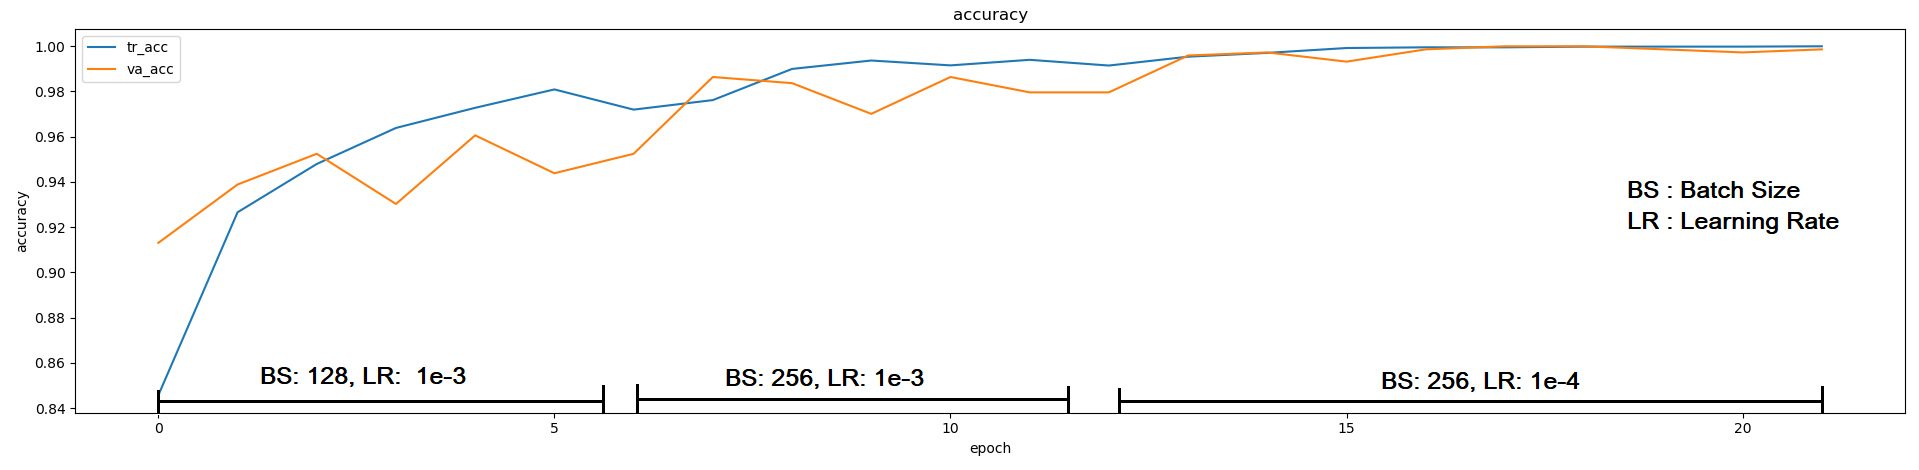 accuracy
tr_acc
va_acc
1.00
0.98
0.96
0.94
0.92
0.90
0.88
0.86
0.84
accuracy
BS : Batch Size
LR : Learning Rate
BS: 128, LR:  1e-3
BS: 256, LR: 1e-3
BS: 256, LR: 1e-4
0 5 10 15 20
epoch